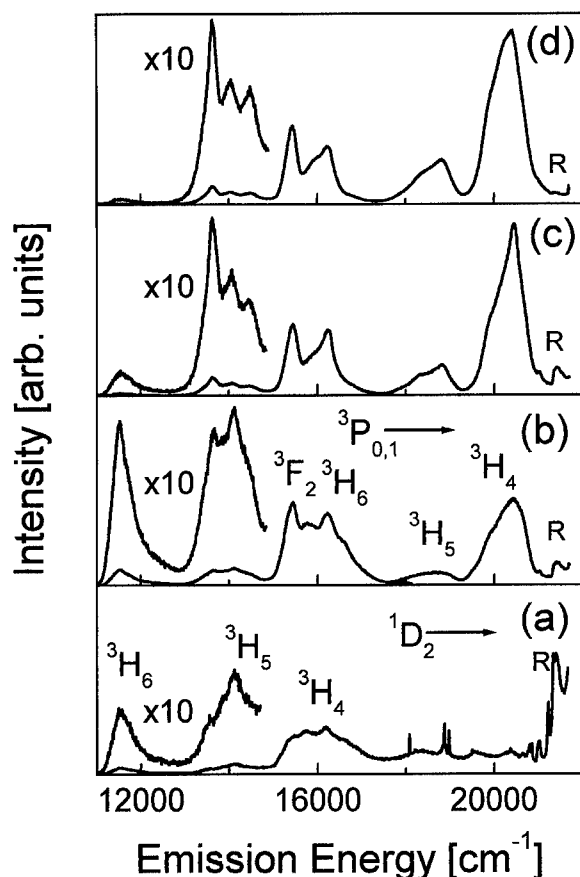 (d)
x10
R
(c)
x10
R
Intensity [arb. units]
(b)
³P₀,₁
x10
³F₂ ³H₆
³H₅
³H₄
R
(a)
¹D₂
³H₆
x10
³H₅
³H₄
R
12000 16000 20000
Emission Energy [cm⁻¹]